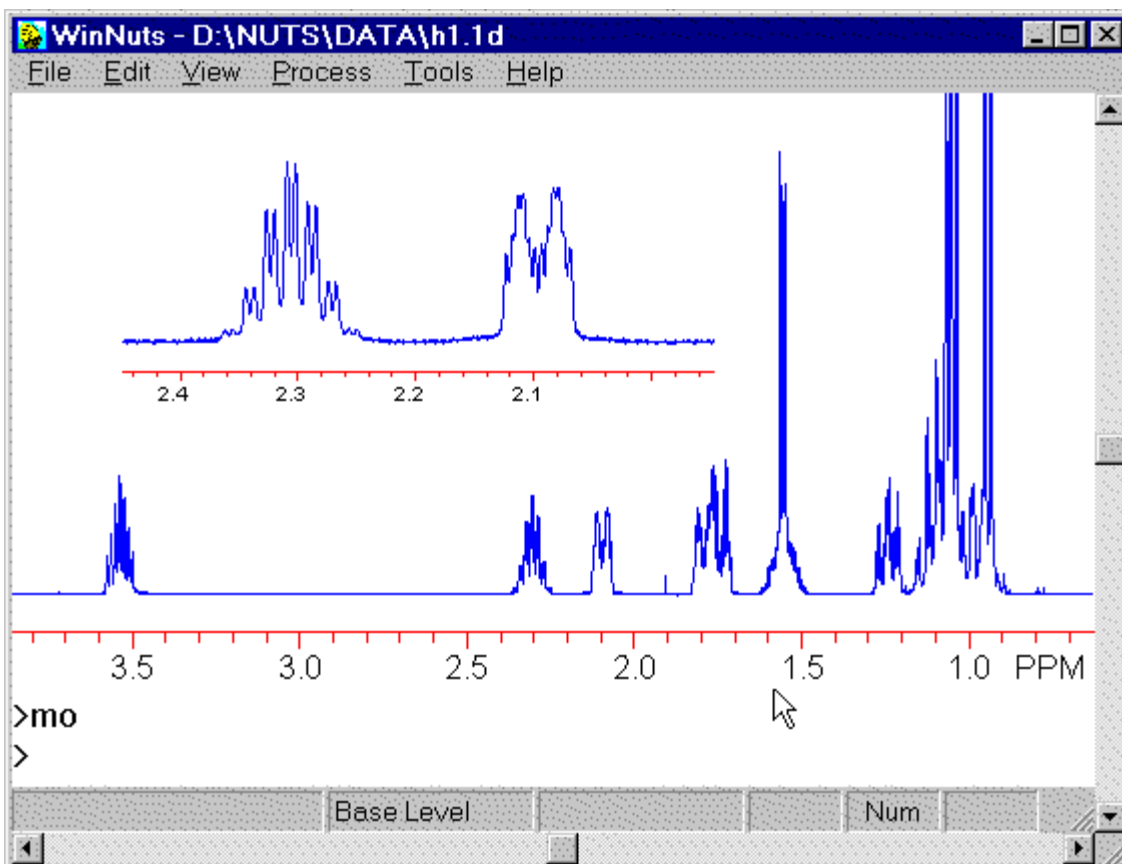 WinNuts - D:\NUTS\DATA\h1.1d
File Edit View Process Tools Help
2.4 2.3 2.2 2.1
3.5 3.0 2.5 2.0 1.5 1.0 PPM
>mo
>
Base Level Num